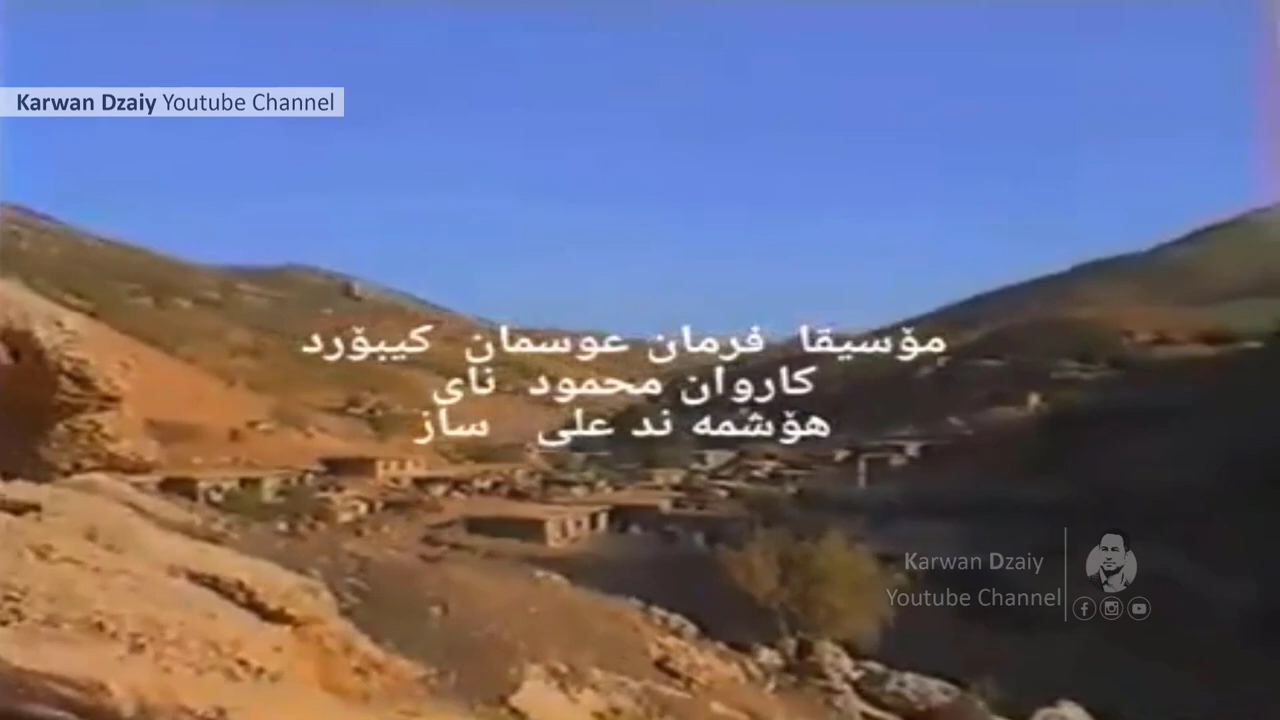 Karwan Dzaiy Youtube Channel
مۆسیقا فرمان عوسمان کیبۆرد
کاروان محمود نای
هۆشمه ند علی ساز
Karwan Dzaiy
Youtube Channel